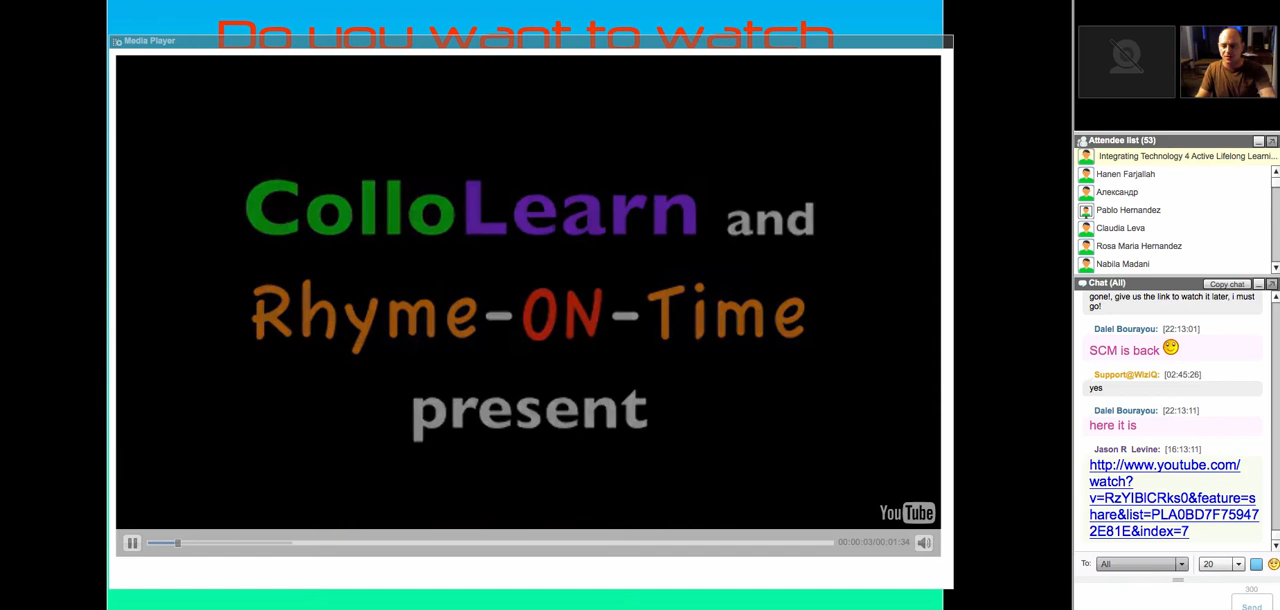 Do you want to watch
Media Player
ColloLearn and
Rhyme-ON-Time
present
YouTube
00:00:03/00:01:34
Attendee list (53)
Integrating Technology 4 Active Lifelong Learni...
Hanen Farjallah
Александр
Pablo Hernandez
Claudia Leva
Rosa Maria Hernandez
Nabila Madani
Chat (All)
Copy chat
gone!, give us the link to watch it later, i must
go!
Dalel Bourayou: [22:13:01]
SCM is back
Support@WiziQ: [02:45:26]
yes
Dalel Bourayou: [22:13:11]
here it is
Jason R Levine: [16:13:11]
http://www.youtube.com/
watch?
v=RzYIBlCRks0&feature=s
hare&list=PLA0BD7F75947
2E81E&index=7
To: All 20
300
Send